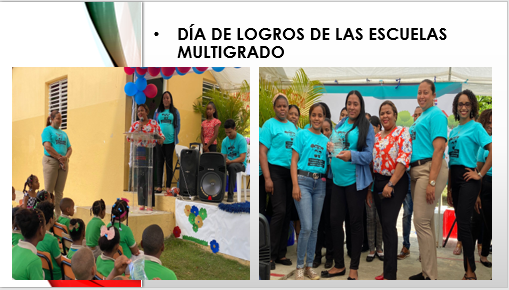 • DÍA DE LOGROS DE LAS ESCUELAS
MULTIGRADO